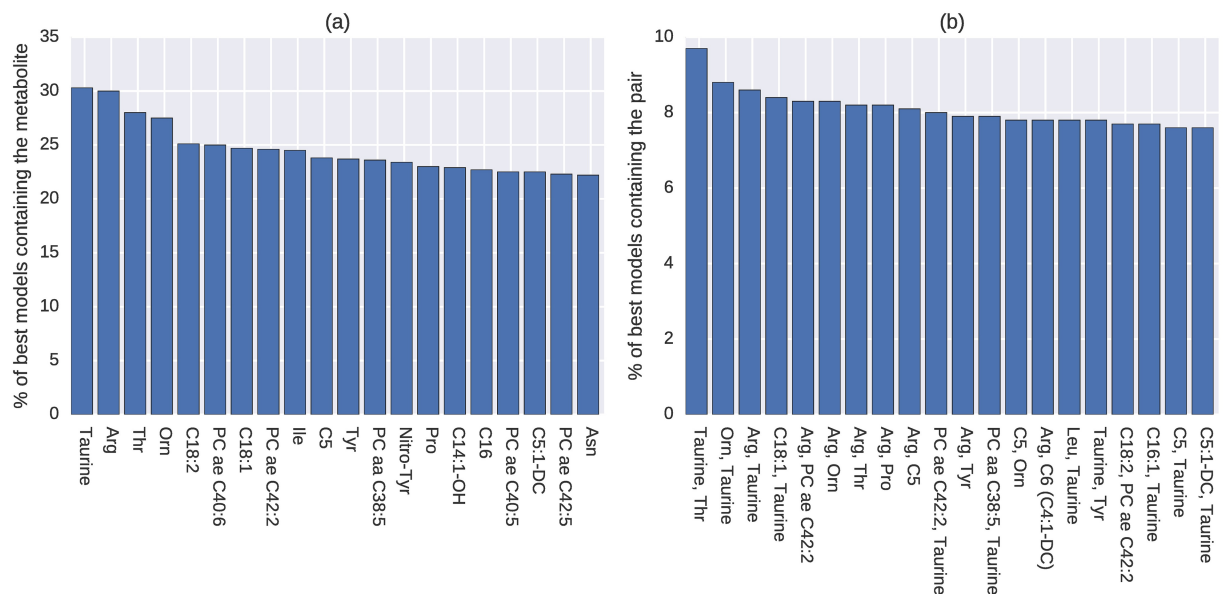 (a)
% of best models containing the metabolite
35
30
25
20
15
10
5
0
Taurine
Arg
Thr
Orn
C18:2
PC ae C40:6
C18:1
PC ae C42:2
Ile
C5
Tyr
PC aa C38:5
Nitro-Tyr
Pro
C14:1-OH
C16
PC ae C40:5
C5:1-DC
PC ae C42:5
Asn
(b)
% of best models containing the pair
10
8
6
4
2
0
Taurine, Thr
Orn, Taurine
Arg, Taurine
C18:1, Taurine
Arg, PC ae C42:2
Arg, Orn
Arg, Thr
Arg, Pro
Arg, C5
PC ae C42:2, Taurine
Arg, Tyr
PC aa C38:5, Taurine
C5, Orn
Arg, C6 (C4:1-DC)
Leu, Taurine
Taurine, Tyr
C18:2, PC ae C42:2
C16:1, Taurine
C5, Taurine
C5:1-DC, Taurine